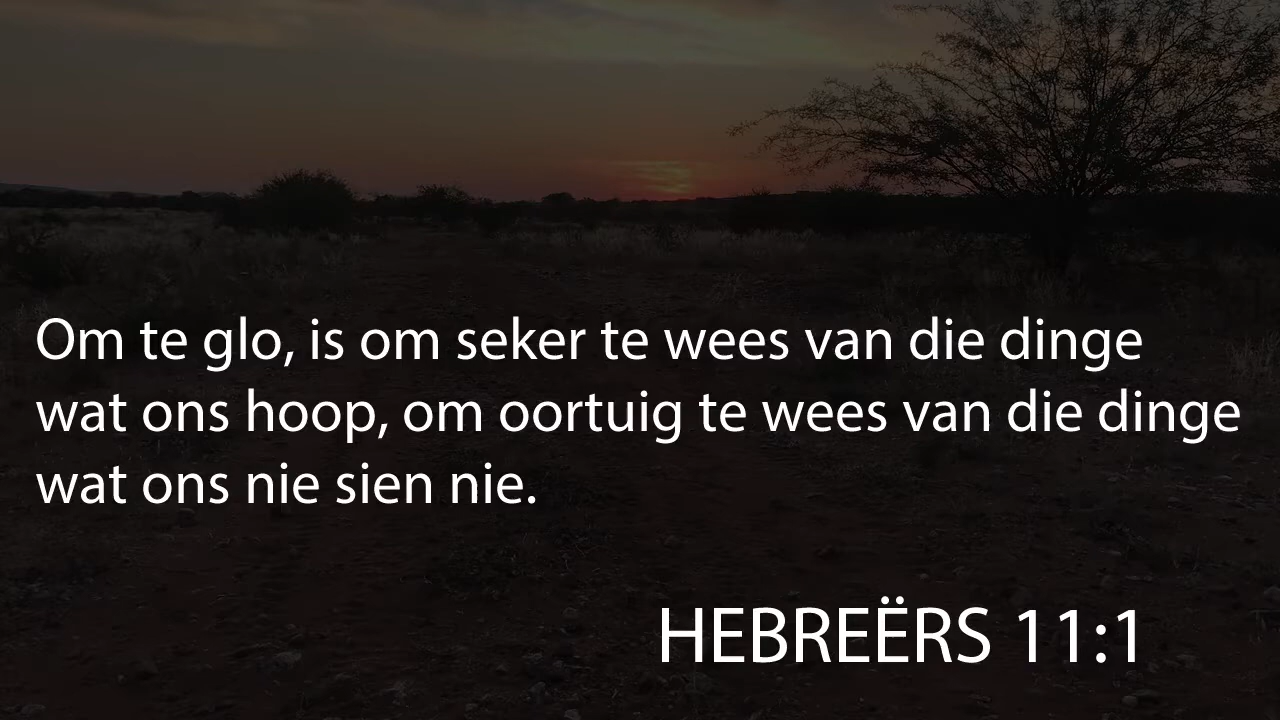 Om te glo, is om seker te wees van die dinge
wat ons hoop, om oortuig te wees van die dinge
wat ons nie sien nie.
HEBREËRS 11:1